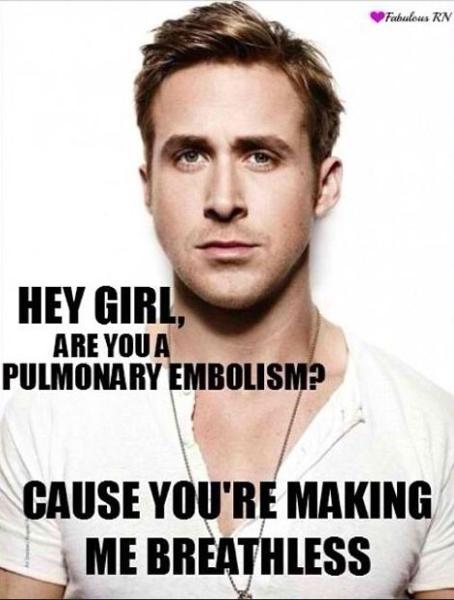 Fabulous RN
HEY GIRL,
ARE YOU A
PULMONARY EMBOLISM?
CAUSE YOU'RE MAKING
ME BREATHLESS